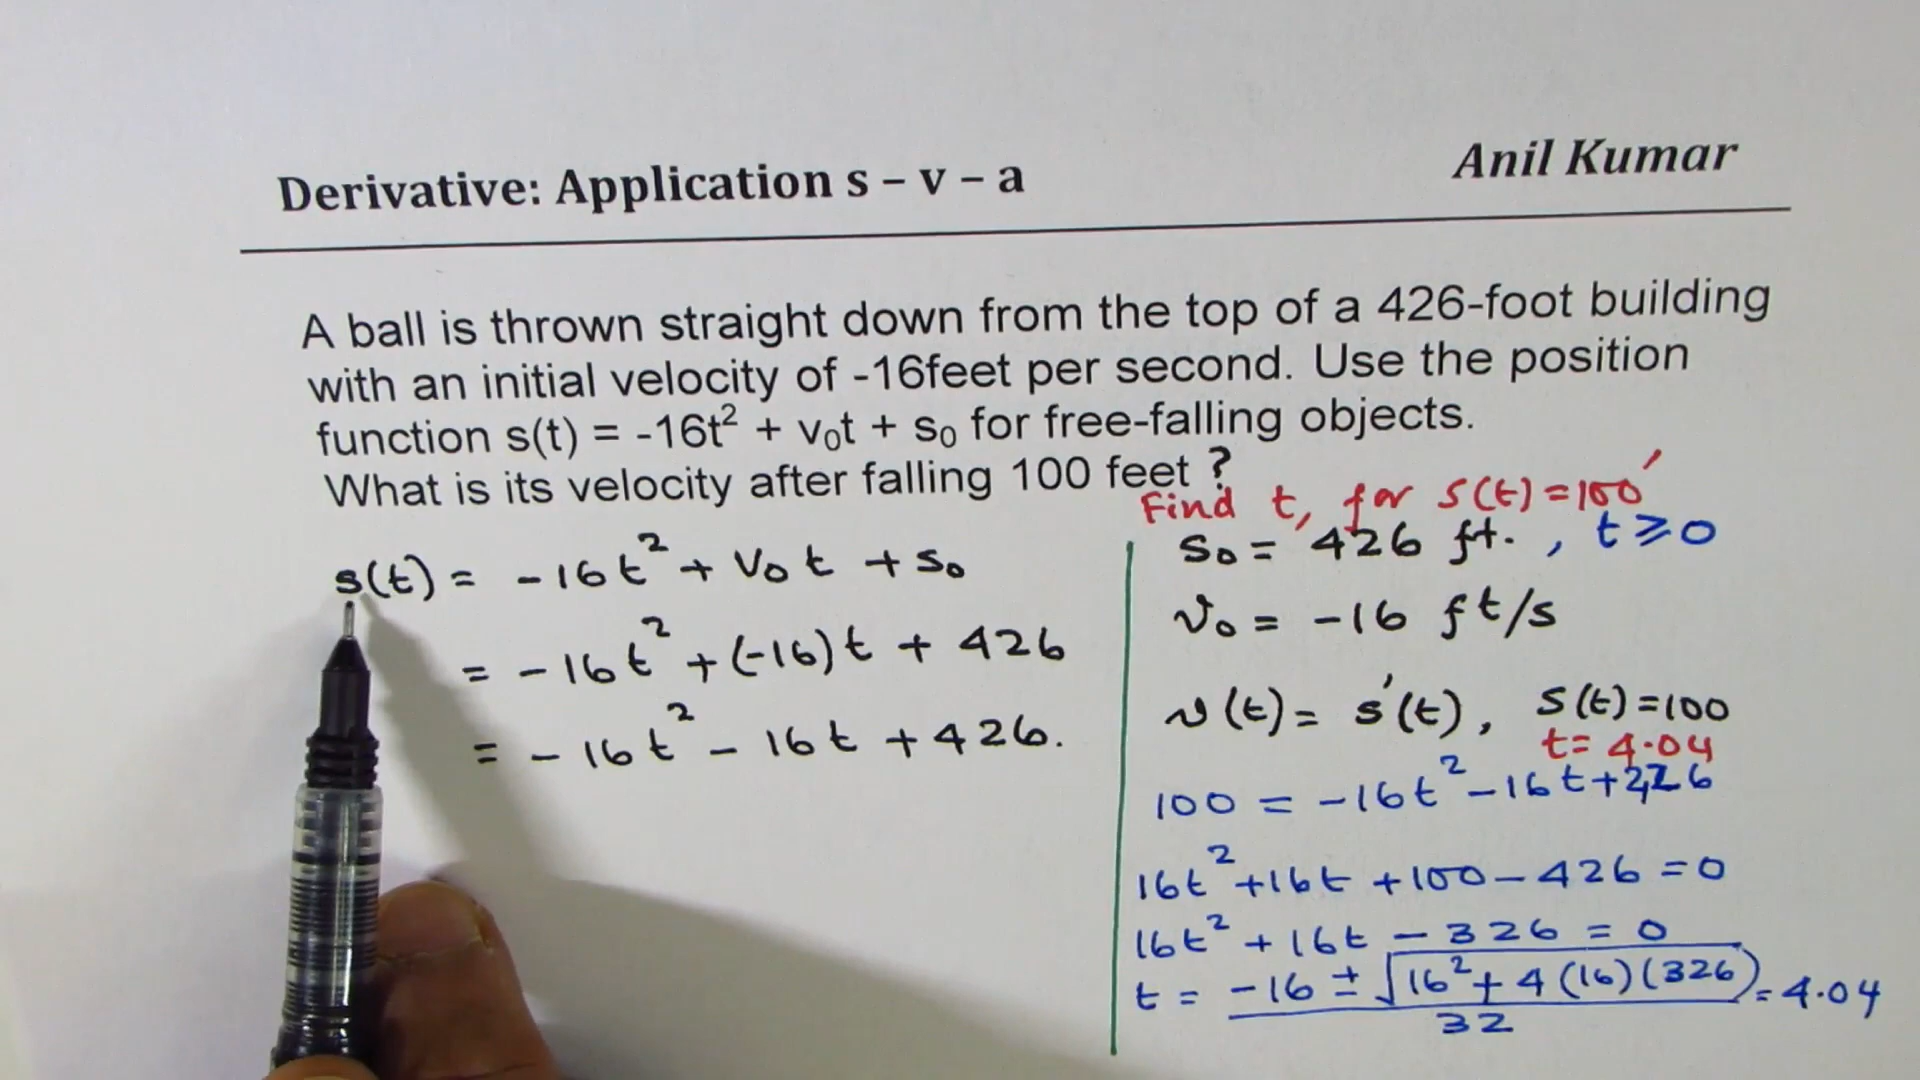 Derivative: Application s – v – a
Anil Kumar
A ball is thrown straight down from the top of a 426-foot building
with an initial velocity of -16feet per second. Use the position
function s(t) = -16t² + v₀t + s₀ for free-falling objects.
What is its velocity after falling 100 feet ?
s(t) = -16t² + v₀t + s₀
= -16t² + (-16)t + 426
= -16t² - 16t + 426.
Find t, for s(t)=100'
s₀ = 426 ft. , t ≥ 0
v₀ = -16 ft/s
v(t) = s'(t), s(t)=100
t= 4.04
100 = -16t² -16t+
16t² +16t +100 - 426 = 0
16t² + 16t - 326 = 0
t = (-16 ± √(16² + 4(16)(326)))/32 = 4.04